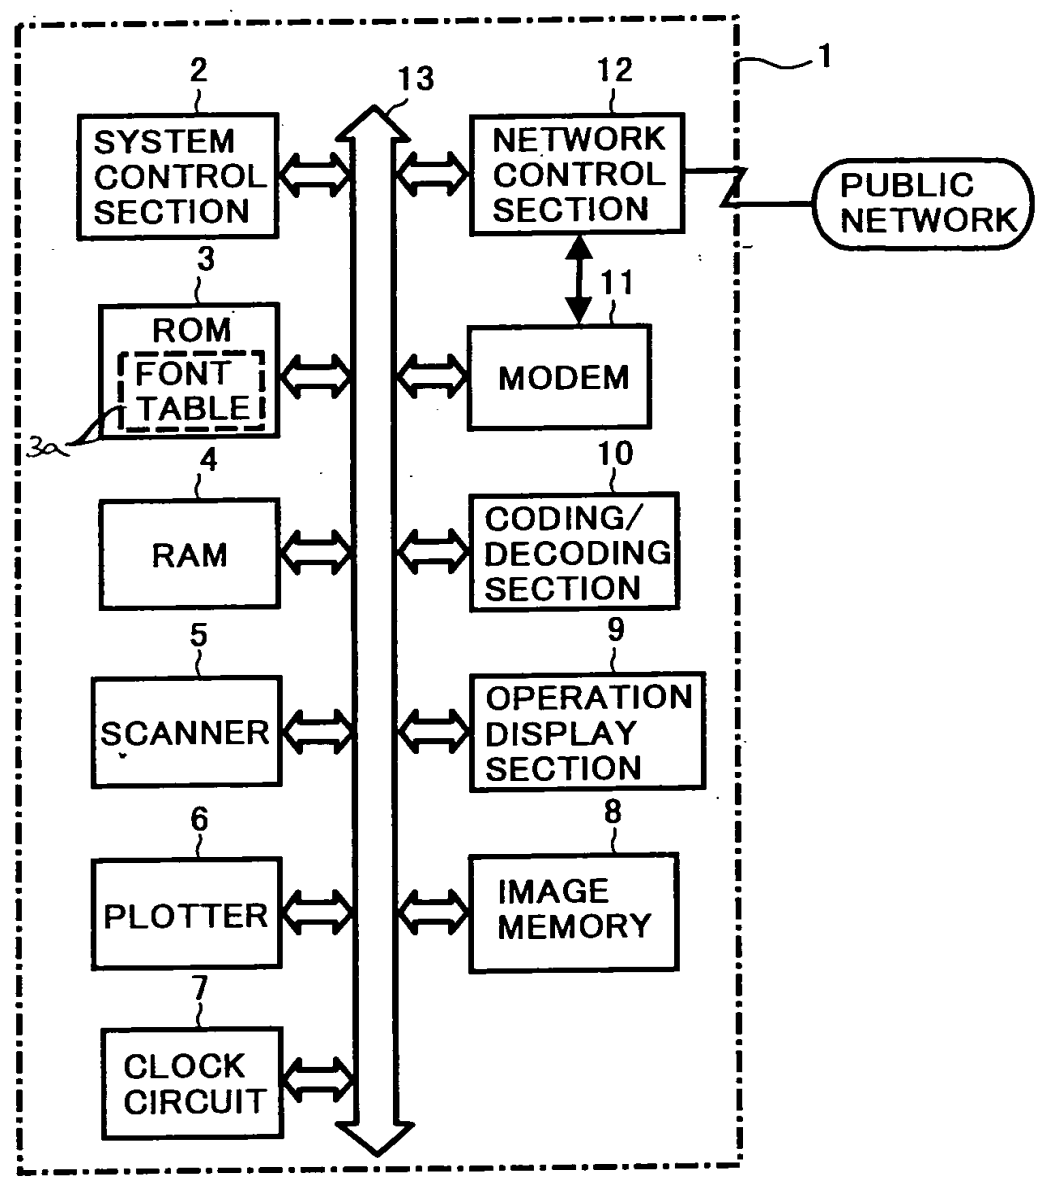 1
2
SYSTEM
CONTROL
SECTION
13
12
NETWORK
CONTROL
SECTION
PUBLIC
NETWORK
3
ROM
FONT
TABLE
3a
11
MODEM
4
RAM
10
CODING/
DECODING
SECTION
5
SCANNER
9
OPERATION
DISPLAY
SECTION
6
PLOTTER
8
IMAGE
MEMORY
7
CLOCK
CIRCUIT